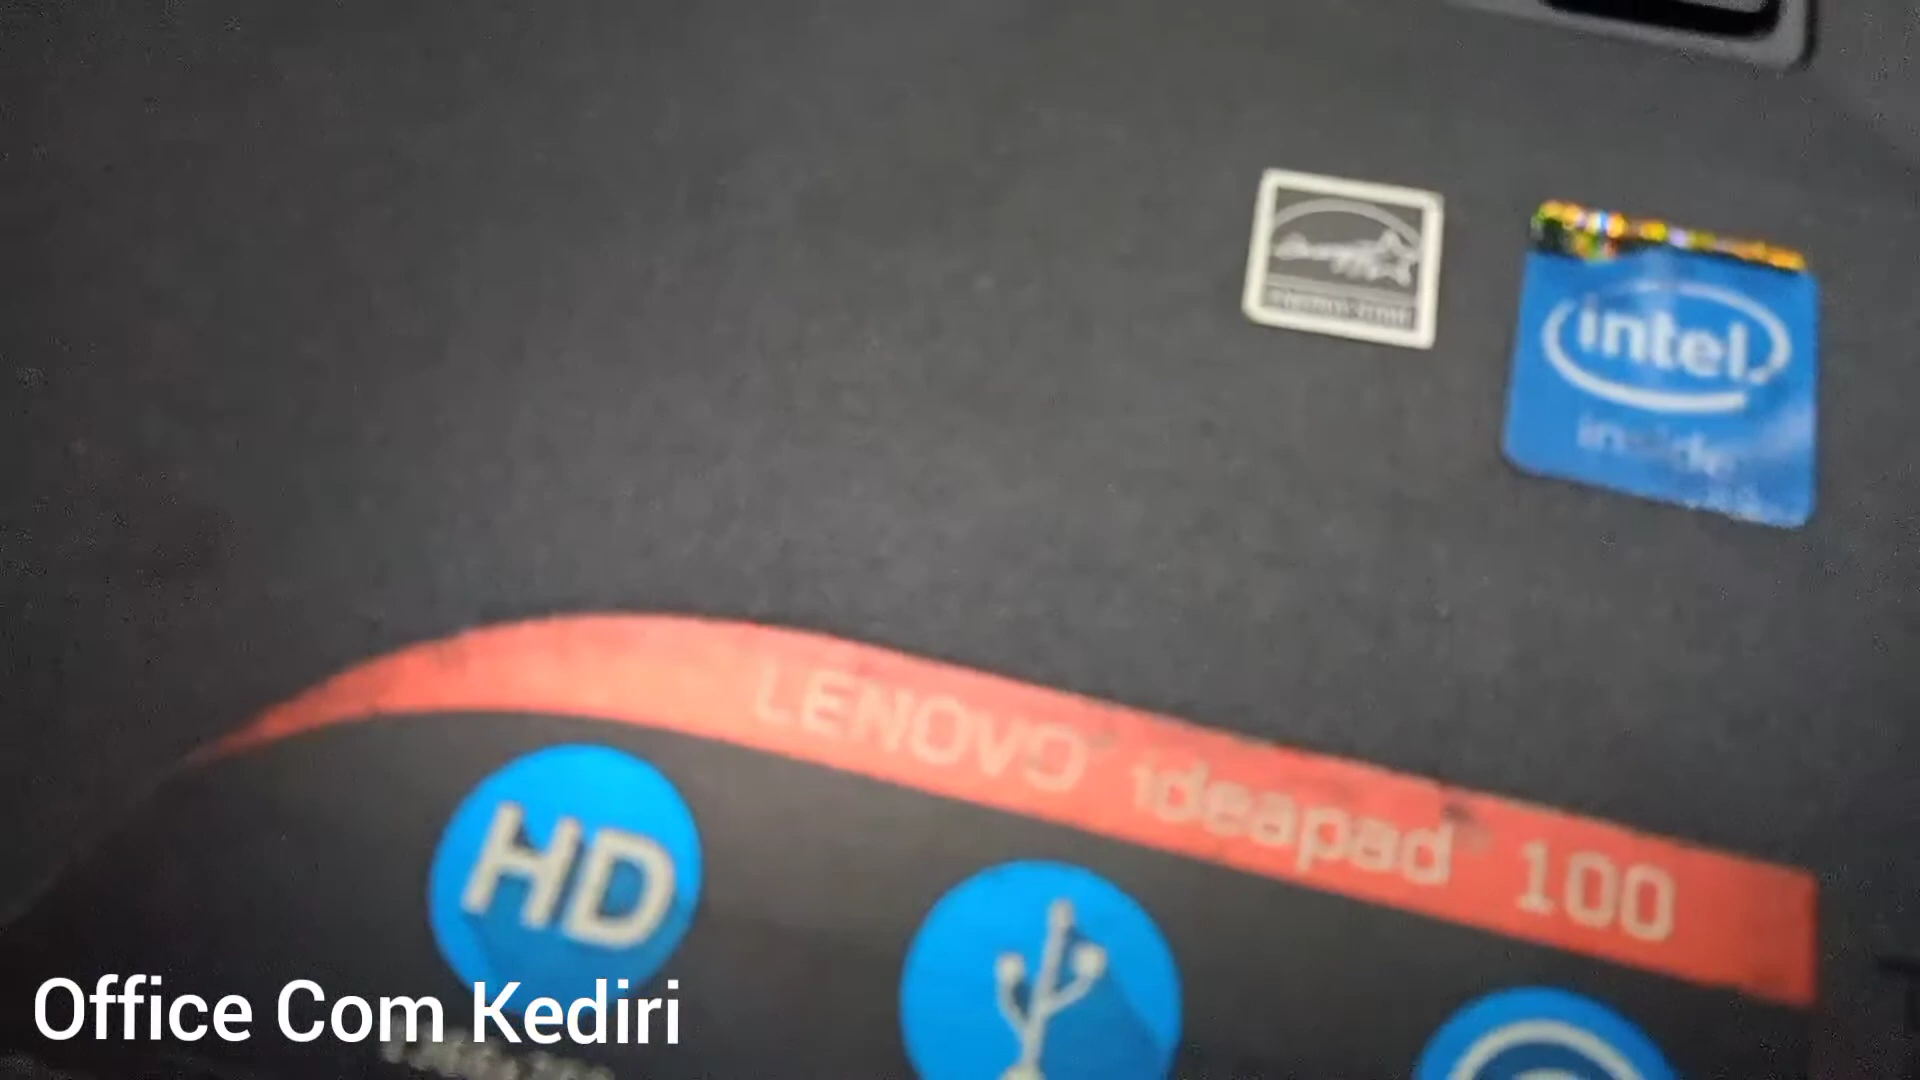 intel
inside
LENOVO ideapad 100
HD
Office Com Kediri